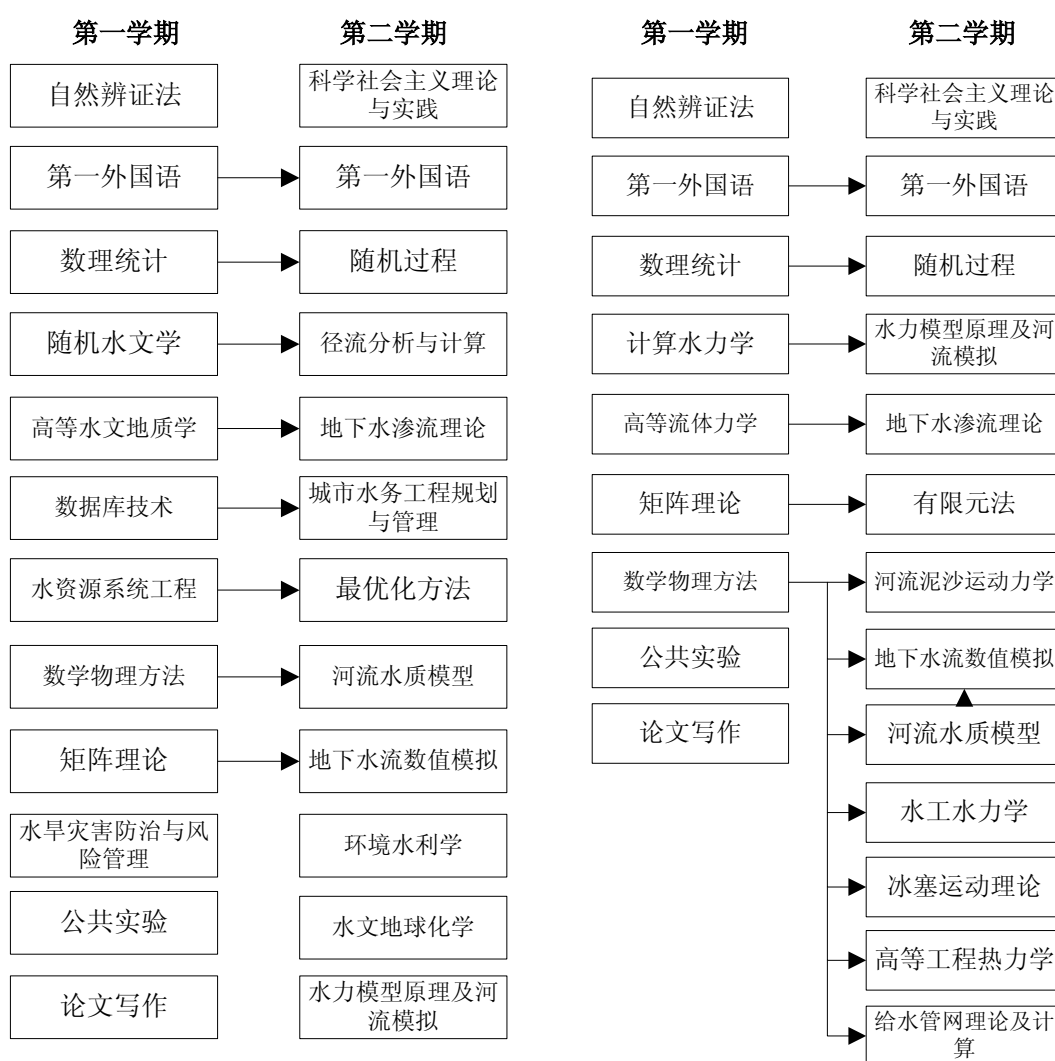 第一学期
第二学期
自然辨证法
科学社会主义理论
与实践
第一外国语
第一外国语
数理统计
随机过程
随机水文学
径流分析与计算
高等水文地质学
地下水渗流理论
数据库技术
城市水务工程规划
与管理
水资源系统工程
最优化方法
数学物理方法
河流水质模型
矩阵理论
地下水流数值模拟
水旱灾害防治与风
险管理
环境水利学
公共实验
水文地球化学
论文写作
水力模型原理及河
流模拟
第一学期
第二学期
自然辨证法
科学社会主义理论
与实践
第一外国语
第一外国语
数理统计
随机过程
计算水力学
水力模型原理及河
流模拟
高等流体力学
地下水渗流理论
矩阵理论
有限元法
数学物理方法
河流泥沙运动力学
公共实验
地下水流数值模拟
论文写作
河流水质模型
水工水力学
冰塞运动理论
高等工程热力学
给水管网理论及计
算